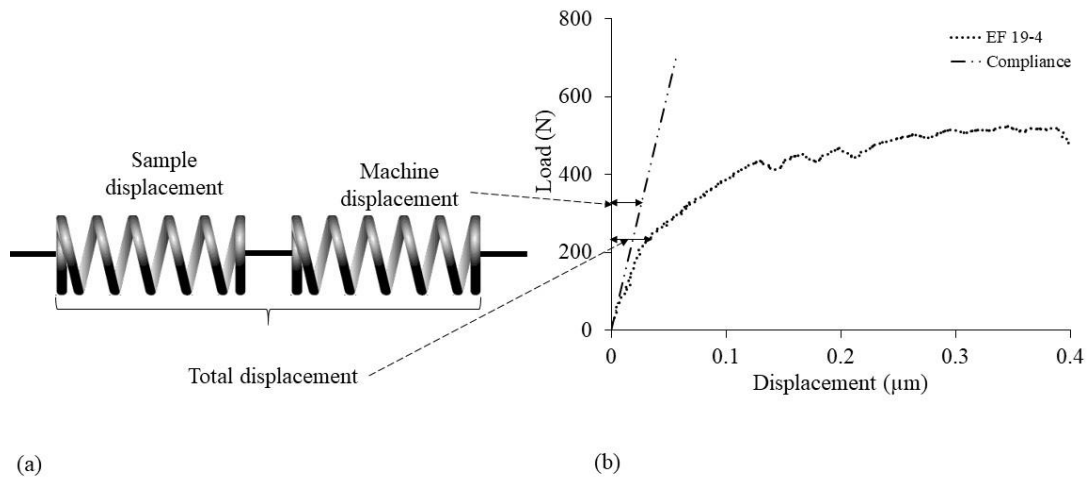 Sample
displacement
Machine
displacement
Total displacement
(a)
800
600
400
200
0
Load (N)
0
0.1
0.2
0.3
0.4
Displacement (µm)
EF 19-4
Compliance
(b)